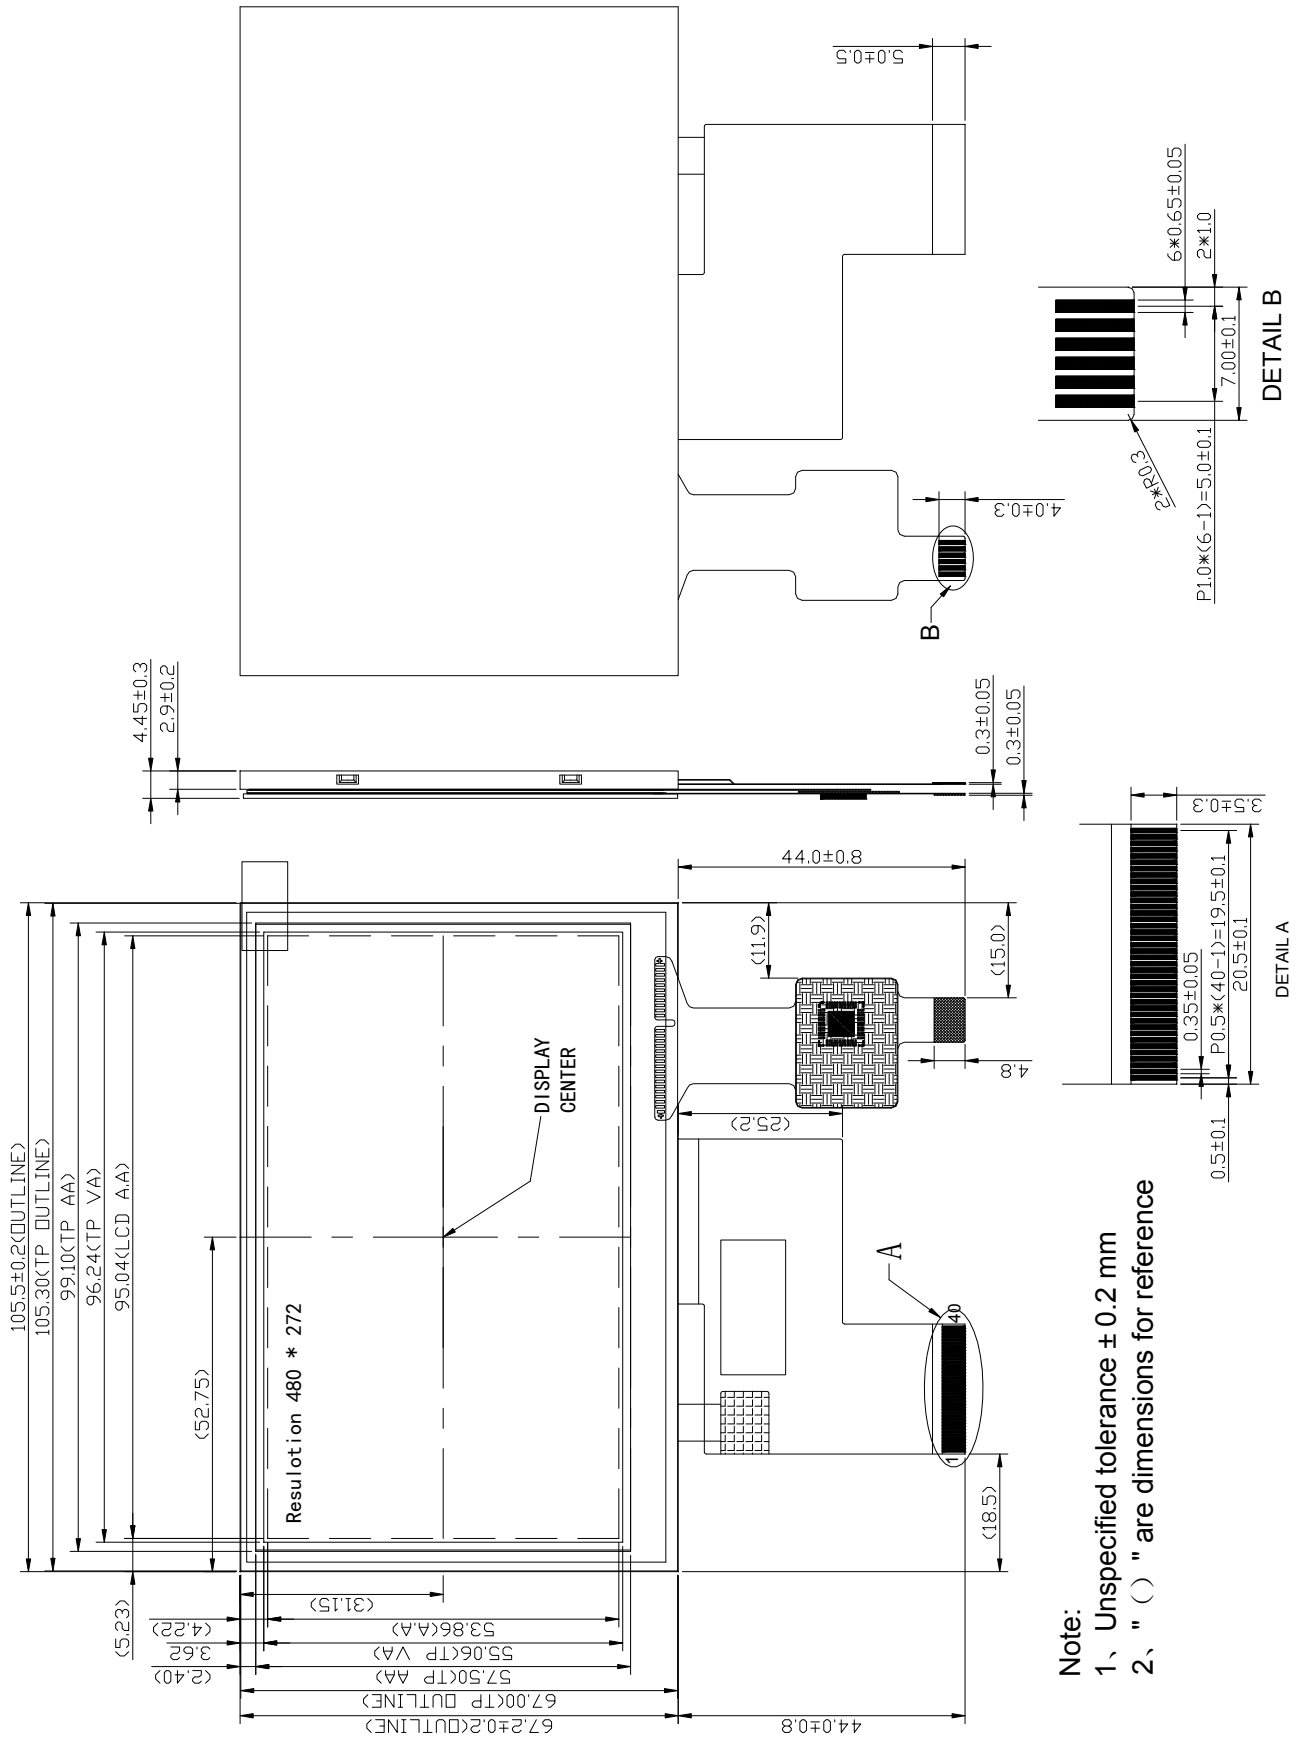 105.5±0.2(OUTLINE)
105.30(TP OUTLINE)
99.10(TP AA)
96.24(TP VA)
95.04(LCD A.A)
(52.75)
(5.23)
(4.22)
3.62
(2.40)
(31.15)
53.86(A.A)
55.06(TP VA)
57.50(TP AA)
67.00(TP OUTLINE)
67.2±0.2(OUTLINE)
44.0±0.8
Resulotion 480 * 272
DISPLAY
CENTER
(18.5)
1
40
A
(25.2)
4.8
(15.0)
(11.9)
44.0±0.8
4.45±0.3
2.9±0.2
0.3±0.05
0.3±0.05
B
4.0±0.3
5.0±0.5
Note:
1、Unspecified tolerance ± 0.2 mm
2、"（）" are dimensions for reference
0.5±0.1
0.35±0.05
P0.5*(40-1)=19.5±0.1
20.5±0.1
3.5±0.3
DETAIL A
2*R0.3
P1.0*(6-1)=5.0±0.1
7.00±0.1
2*1.0
6*0.65±0.05
DETAIL B